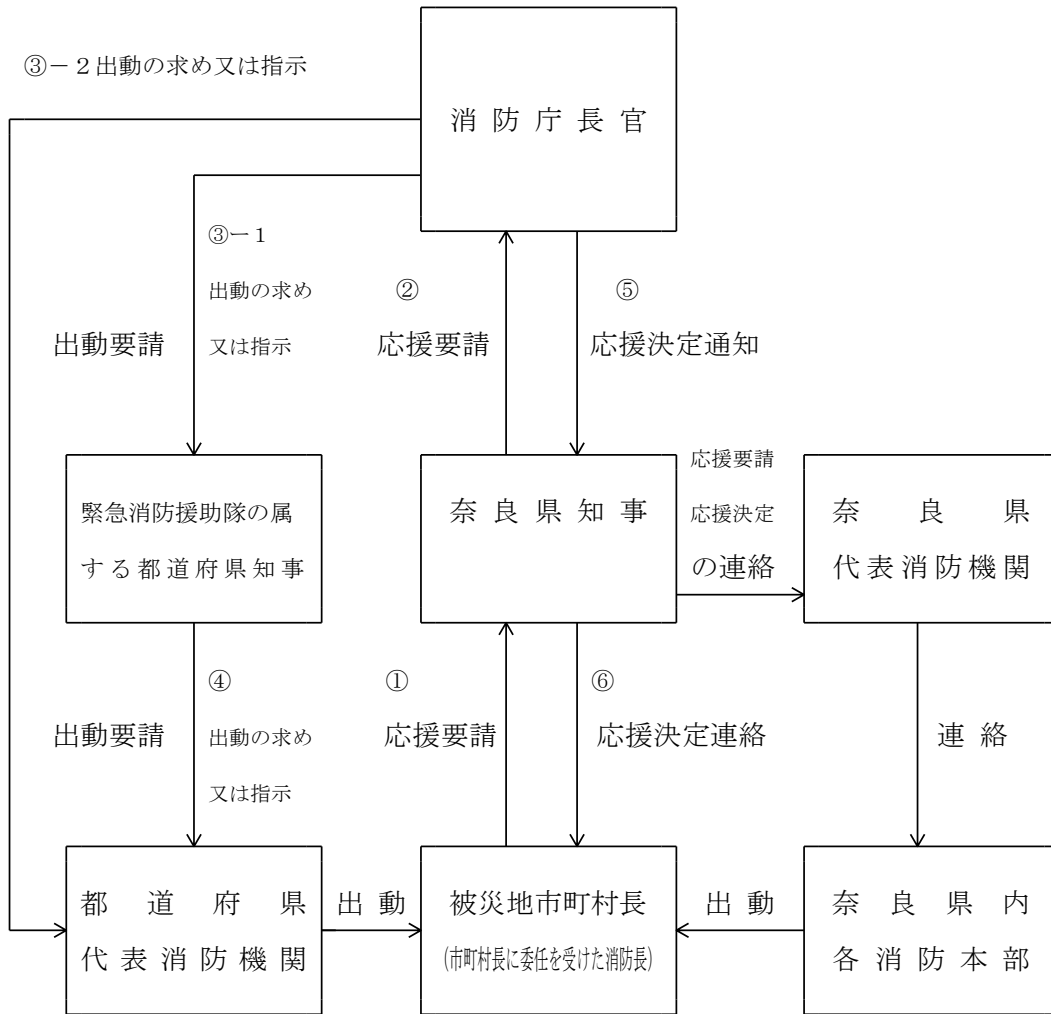 ③－２出動の求め又は指示
消防庁長官
③ー１
出動の求め
又は指示
出動要請
②
応援要請
⑤
応援決定通知
緊急消防援助隊の属
する都道府県知事
奈良県知事
応援要請
応援決定
の連絡
奈良県
代表消防機関
④
出動の求め
又は指示
出動要請
①
応援要請
⑥
応援決定連絡
連絡
都道府県
代表消防機関
出動
被災地市町村長
(市町村長に委任を受けた消防長)
出動
奈良県内
各消防本部